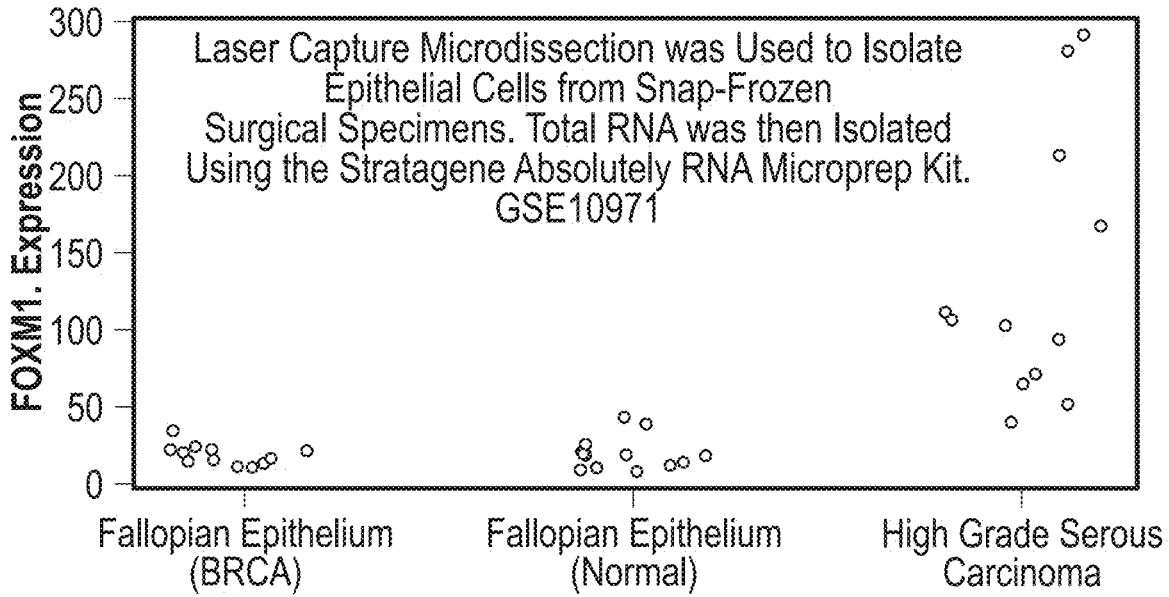 300
250
200
150
100
50
0
FOXM1. Expression
Laser Capture Microdissection was Used to Isolate
Epithelial Cells from Snap-Frozen
Surgical Specimens. Total RNA was then Isolated
Using the Stratagene Absolutely RNA Microprep Kit.
GSE10971
Fallopian Epithelium
(BRCA)
Fallopian Epithelium
(Normal)
High Grade Serous
Carcinoma